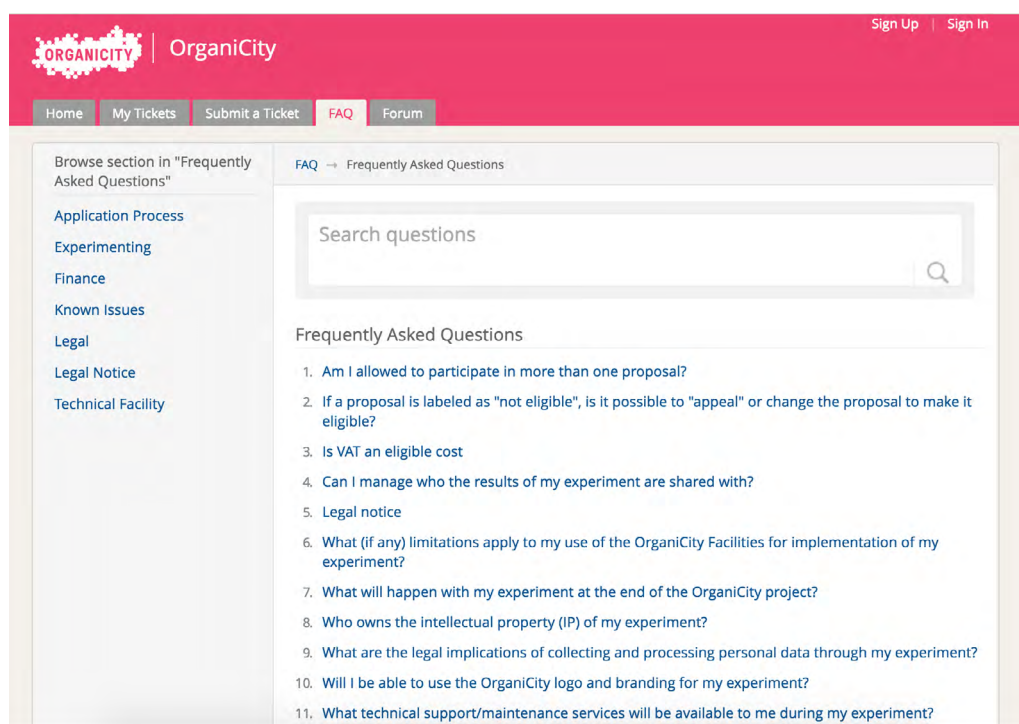 Sign Up | Sign In
ORGANICITY | OrganiCity
Home My Tickets Submit a Ticket FAQ Forum
Browse section in "Frequently
Asked Questions"
Application Process
Experimenting
Finance
Known Issues
Legal
Legal Notice
Technical Facility
FAQ → Frequently Asked Questions
Search questions
Frequently Asked Questions
1. Am I allowed to participate in more than one proposal?
2. If a proposal is labeled as "not eligible", is it possible to "appeal" or change the proposal to make it
eligible?
3. Is VAT an eligible cost
4. Can I manage who the results of my experiment are shared with?
5. Legal notice
6. What (if any) limitations apply to my use of the OrganiCity Facilities for implementation of my
experiment?
7. What will happen with my experiment at the end of the OrganiCity project?
8. Who owns the intellectual property (IP) of my experiment?
9. What are the legal implications of collecting and processing personal data through my experiment?
10. Will I be able to use the OrganiCity logo and branding for my experiment?
11. What technical support/maintenance services will be available to me during my experiment?